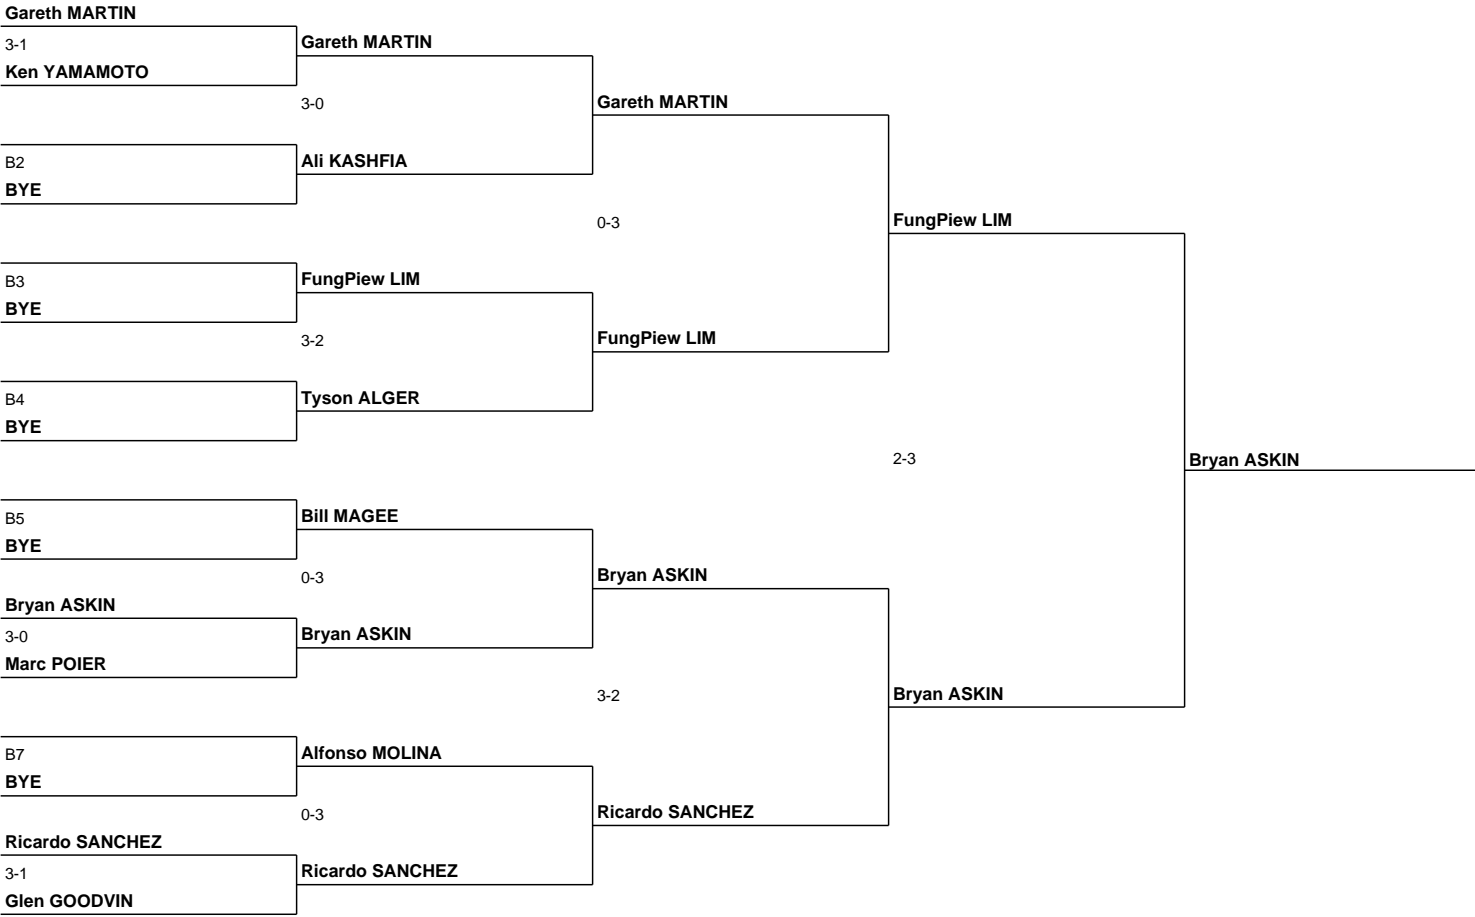 Gareth MARTIN
3-1
Ken YAMAMOTO
B2
BYE
B3
BYE
B4
BYE
B5
BYE
Bryan ASKIN
3-0
Marc POIER
B7
BYE
Ricardo SANCHEZ
3-1
Glen GOODVIN
Gareth MARTIN
3-0
Ali KASHFIA
FungPiew LIM
3-2
Tyson ALGER
Bill MAGEE
0-3
Bryan ASKIN
Alfonso MOLINA
0-3
Ricardo SANCHEZ
Gareth MARTIN
0-3
FungPiew LIM
Bryan ASKIN
3-2
Ricardo SANCHEZ
FungPiew LIM
2-3
Bryan ASKIN
Bryan ASKIN